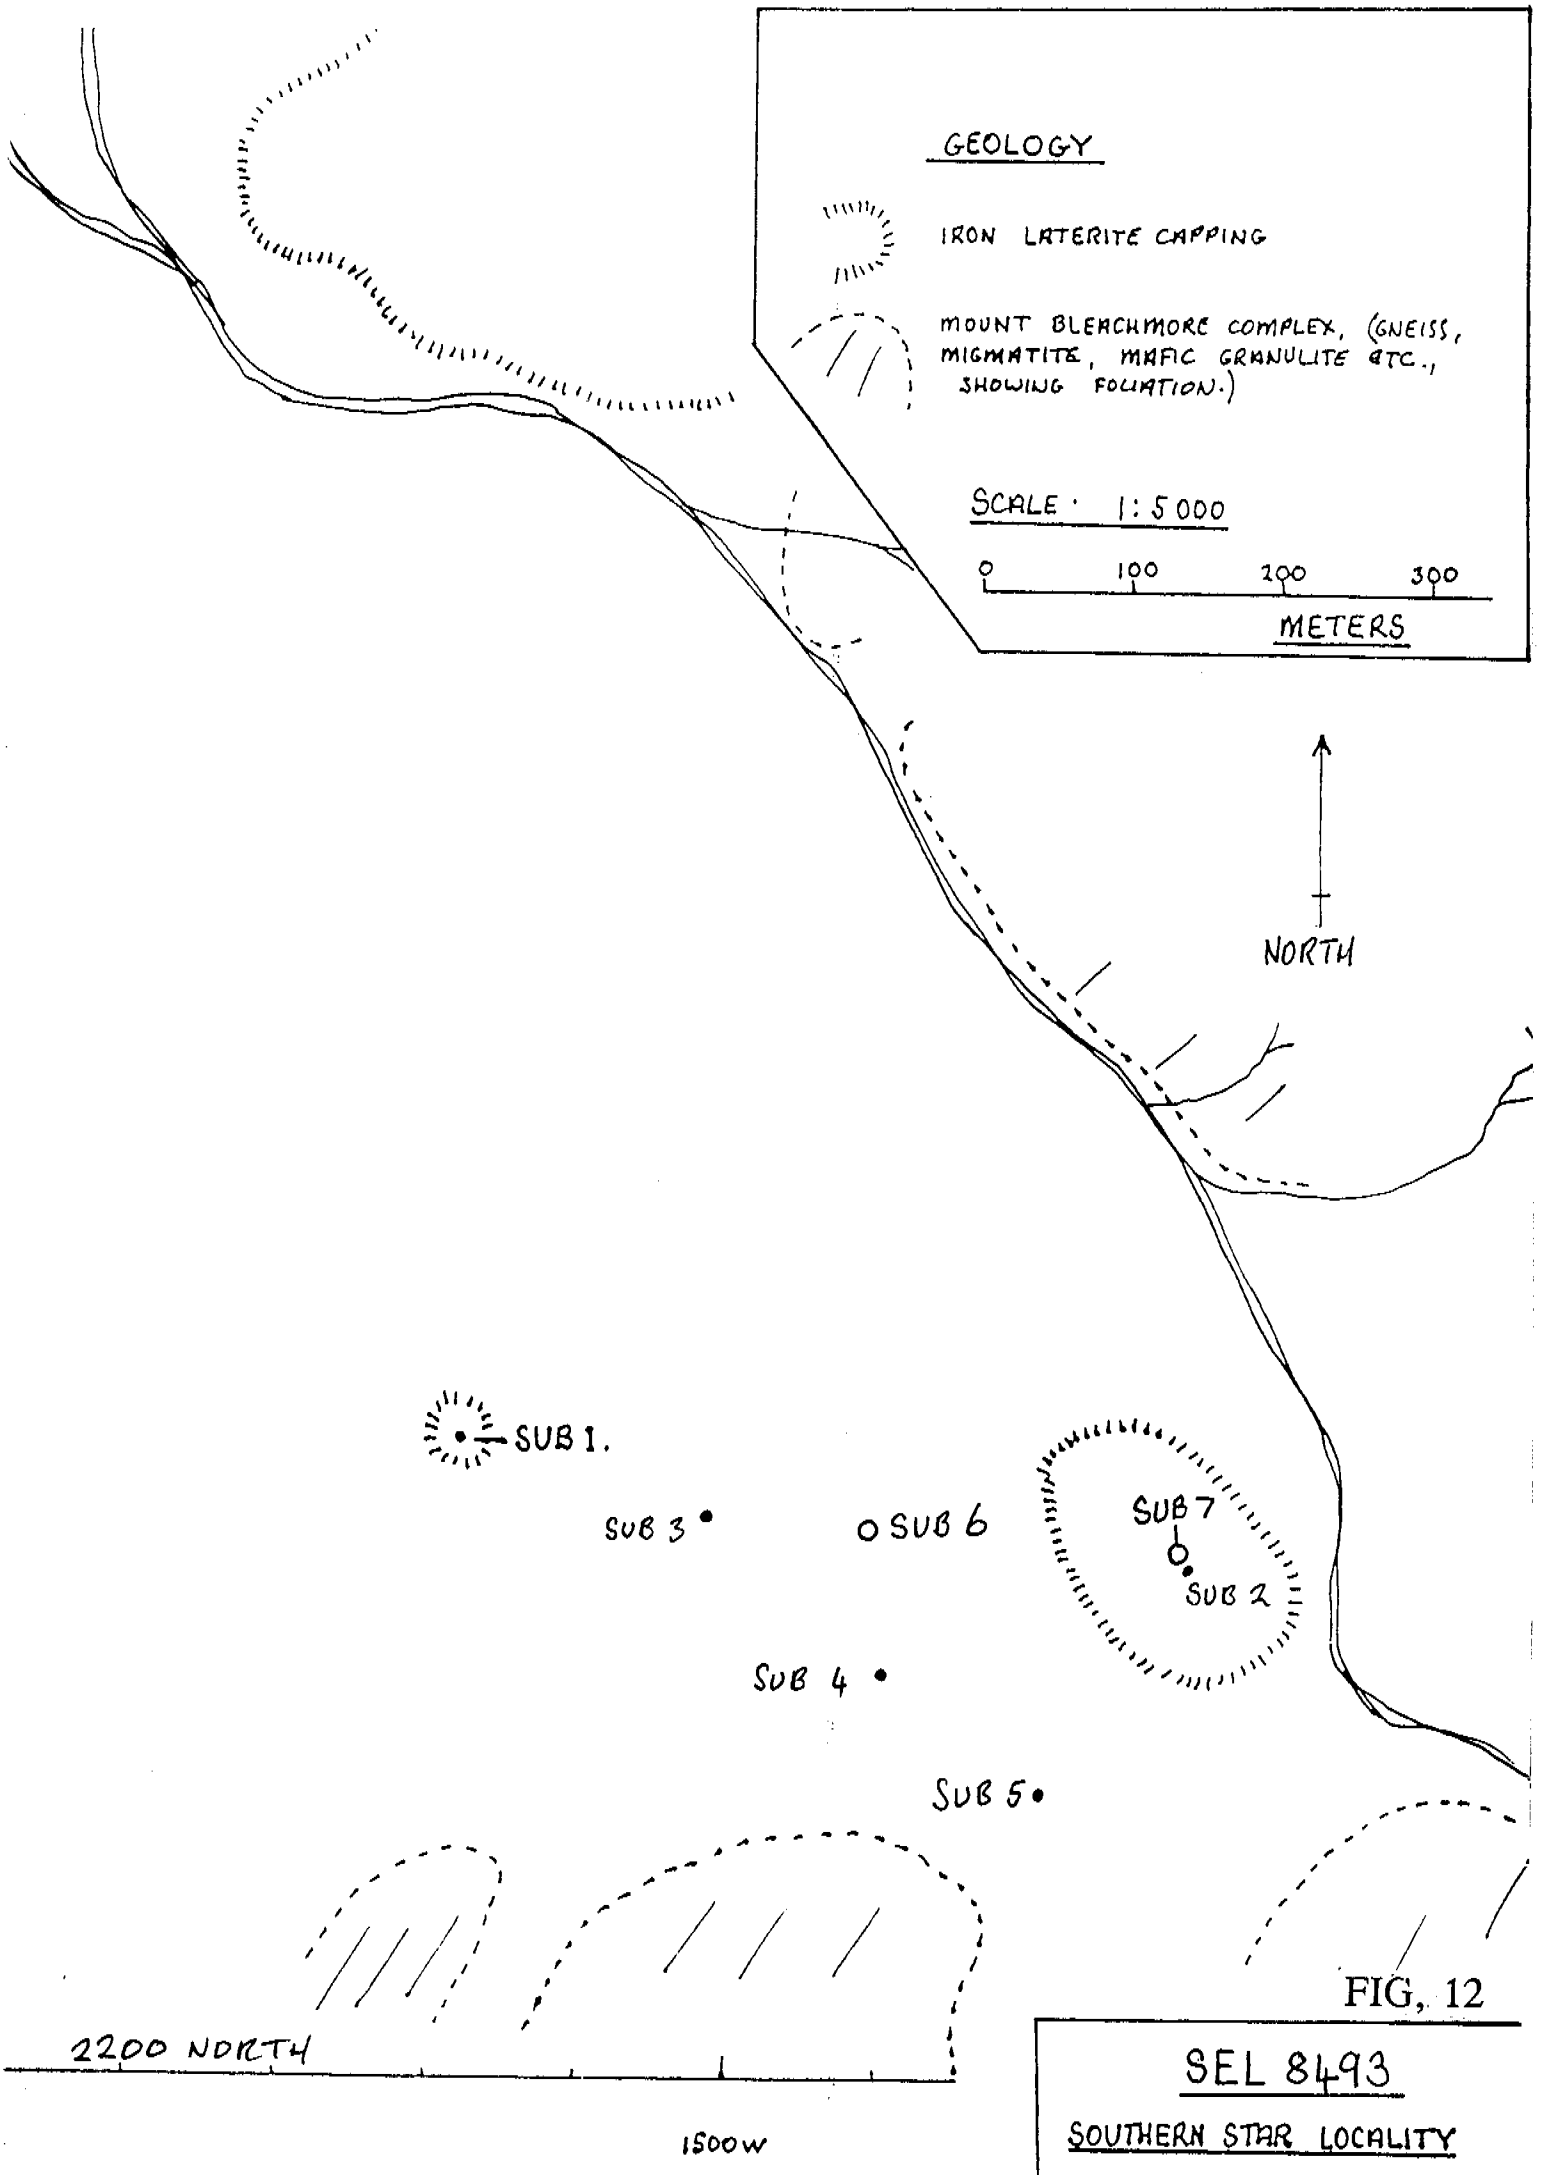 GEOLOGY
IRON LATERITE CAPPING
MOUNT BLEACHMORE COMPLEX, (GNEISS,
MIGMATITE, MAFIC GRANULITE ETC.,
SHOWING FOLIATION.)
SCALE · 1:5000
0 100 200 300
METERS
NORTH
SUB 1.
SUB 3
SUB 6
SUB 7
SUB 2
SUB 4
SUB 5
FIG, 12
2200 NORTH
1500W
SEL 8493
SOUTHERN STAR LOCALITY